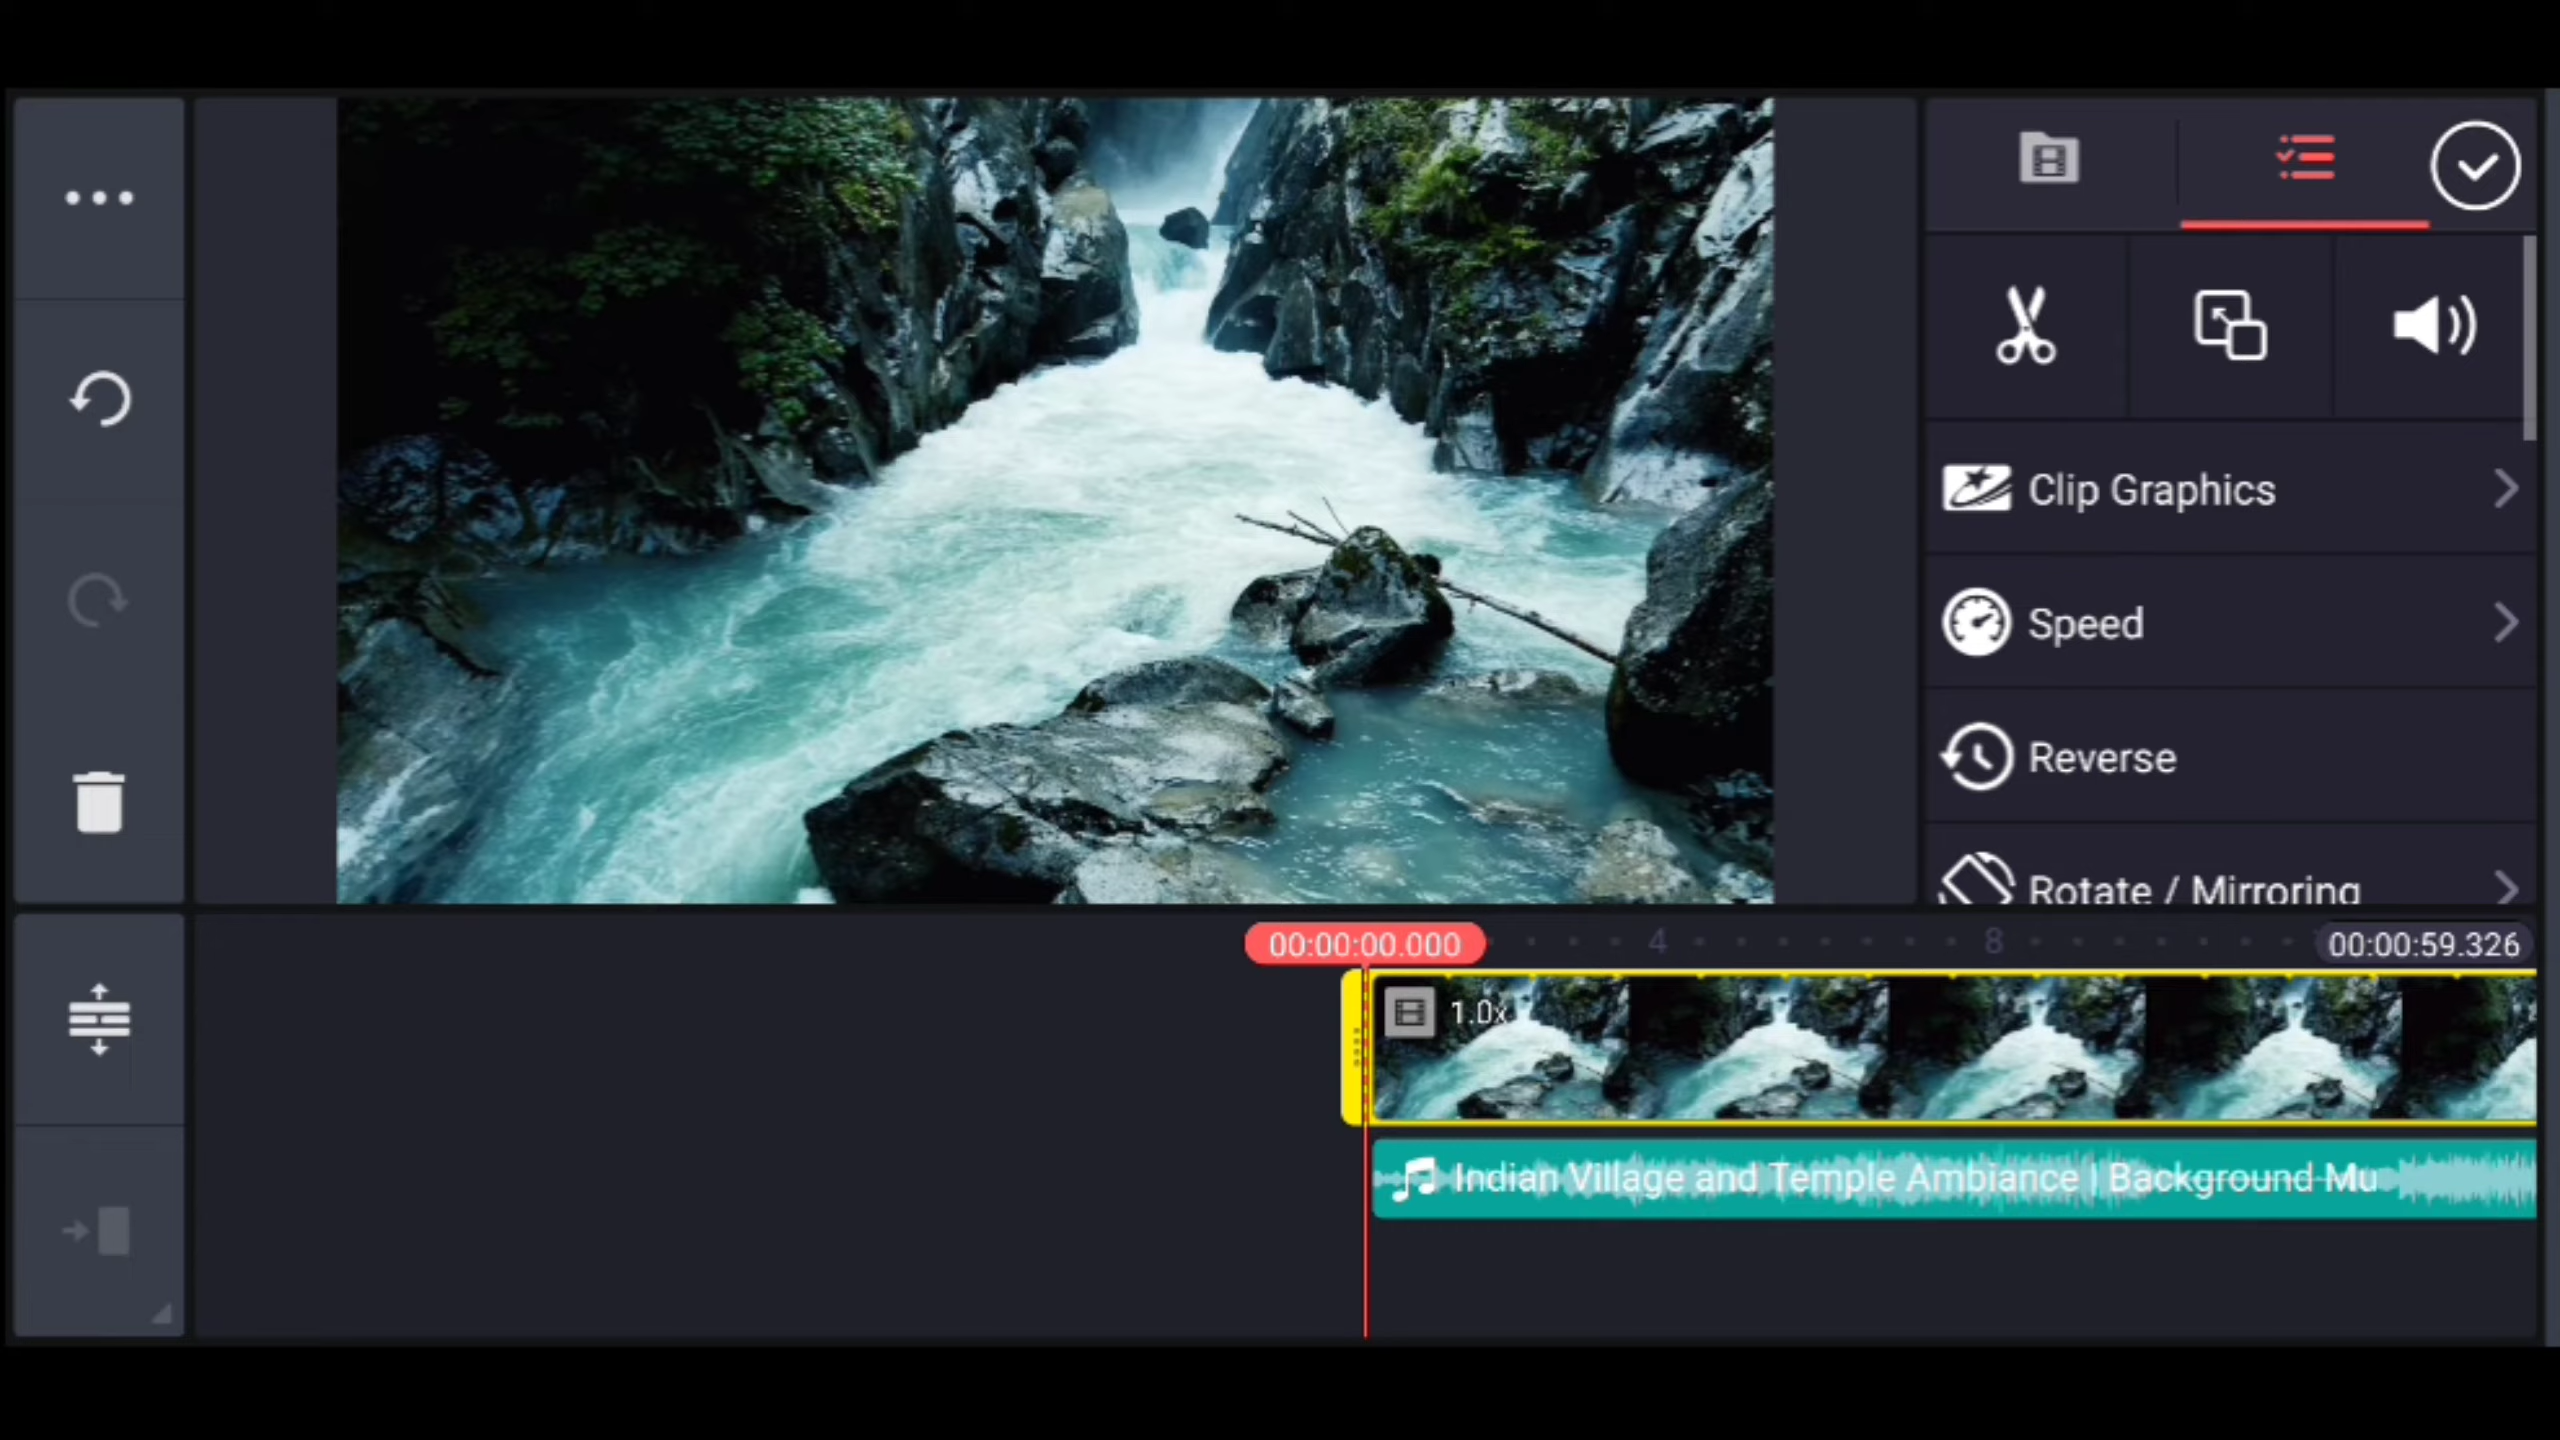 Clip Graphics
Speed
Reverse
Rotate / Mirroring
00:00:00.000
4
8
00:00:59.326
1.0x
Indian Village and Temple Ambiance | Background Mu